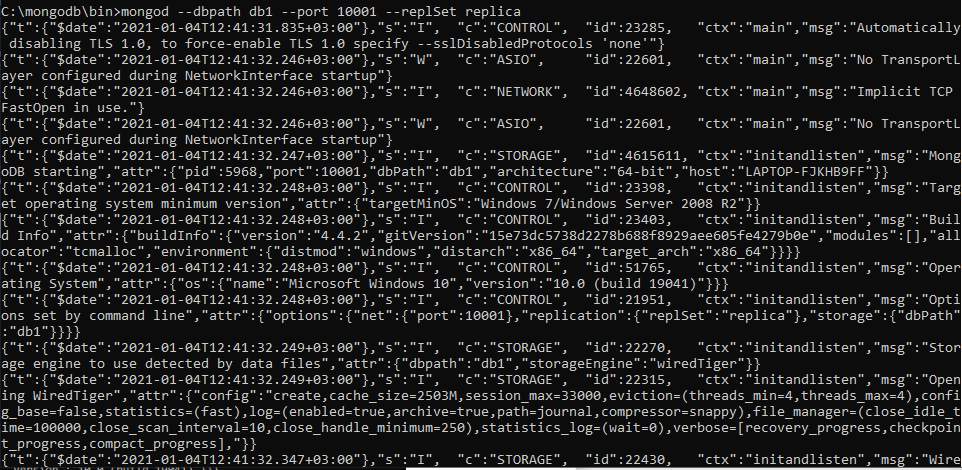 C:\mongodb\bin>mongod --dbpath db1 --port 10001 --replSet replica
{"t":{"$date":"2021-01-04T12:41:31.835+03:00"},"s":"I",  "c":"CONTROL",  "id":23285,   "ctx":"main","msg":"Automatically
 disabling TLS 1.0, to force-enable TLS 1.0 specify --sslDisabledProtocols 'none'"}
{"t":{"$date":"2021-01-04T12:41:32.246+03:00"},"s":"W",  "c":"ASIO",     "id":22601,   "ctx":"main","msg":"No TransportL
ayer configured during NetworkInterface startup"}
{"t":{"$date":"2021-01-04T12:41:32.246+03:00"},"s":"I",  "c":"NETWORK",  "id":4648602, "ctx":"main","msg":"Implicit TCP
FastOpen in use."}
{"t":{"$date":"2021-01-04T12:41:32.246+03:00"},"s":"W",  "c":"ASIO",     "id":22601,   "ctx":"main","msg":"No TransportL
ayer configured during NetworkInterface startup"}
{"t":{"$date":"2021-01-04T12:41:32.247+03:00"},"s":"I",  "c":"STORAGE",  "id":4615611, "ctx":"initandlisten","msg":"Mong
oDB starting","attr":{"pid":5968,"port":10001,"dbPath":"db1","architecture":"64-bit","host":"LAPTOP-FJKHB9FF"}}
{"t":{"$date":"2021-01-04T12:41:32.248+03:00"},"s":"I",  "c":"CONTROL",  "id":23398,   "ctx":"initandlisten","msg":"Targ
et operating system minimum version","attr":{"targetMinOS":"Windows 7/Windows Server 2008 R2"}}
{"t":{"$date":"2021-01-04T12:41:32.248+03:00"},"s":"I",  "c":"CONTROL",  "id":23403,   "ctx":"initandlisten","msg":"Buil
d Info","attr":{"buildInfo":{"version":"4.4.2","gitVersion":"15e73dc5738d2278b688f8929aee605fe4279b0e","modules":[],"all
ocator":"tcmalloc","environment":{"distmod":"windows","distarch":"x86_64","target_arch":"x86_64"}}}}
{"t":{"$date":"2021-01-04T12:41:32.248+03:00"},"s":"I",  "c":"CONTROL",  "id":51765,   "ctx":"initandlisten","msg":"Oper
ating System","attr":{"os":{"name":"Microsoft Windows 10","version":"10.0 (build 19041)"}}}
{"t":{"$date":"2021-01-04T12:41:32.248+03:00"},"s":"I",  "c":"CONTROL",  "id":21951,   "ctx":"initandlisten","msg":"Opti
ons set by command line","attr":{"options":{"net":{"port":10001},"replication":{"replSet":"replica"},"storage":{"dbPath"
:"db1"}}}}
{"t":{"$date":"2021-01-04T12:41:32.249+03:00"},"s":"I",  "c":"STORAGE",  "id":22270,   "ctx":"initandlisten","msg":"Stor
age engine to use detected by data files","attr":{"dbpath":"db1","storageEngine":"wiredTiger"}}
{"t":{"$date":"2021-01-04T12:41:32.249+03:00"},"s":"I",  "c":"STORAGE",  "id":22315,   "ctx":"initandlisten","msg":"Open
ing WiredTiger","attr":{"config":"create,cache_size=2503M,session_max=33000,eviction=(threads_min=4,threads_max=4),confi
g_base=false,statistics=(fast),log=(enabled=true,archive=true,path=journal,compressor=snappy),file_manager=(close_idle_t
ime=100000,close_scan_interval=10,close_handle_minimum=250),statistics_log=(wait=0),verbose=[recovery_progress,checkpoin
t_progress,compact_progress],"}}
{"t":{"$date":"2021-01-04T12:41:32.347+03:00"},"s":"I",  "c":"STORAGE",  "id":22430,   "ctx":"initandlisten","msg":"Wire